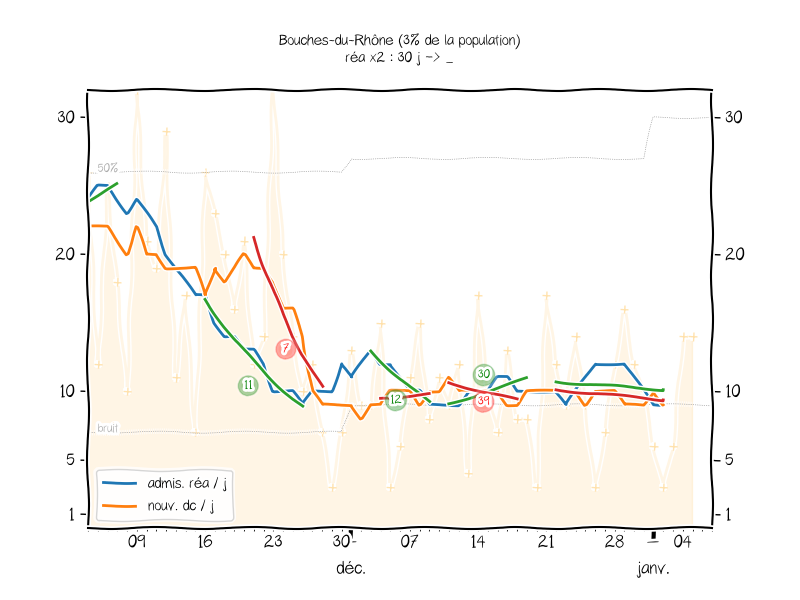 Bouches-du-Rhône (3% de la population)
réa x2 : 30 j -> _
30
30
50%
20
20
7
30
11
12
39
10
10
bruit
5
5
admis. réa / j
nouv. dc / j
1
1
09 16 23 30 07 14 21 28 04
déc. janv.